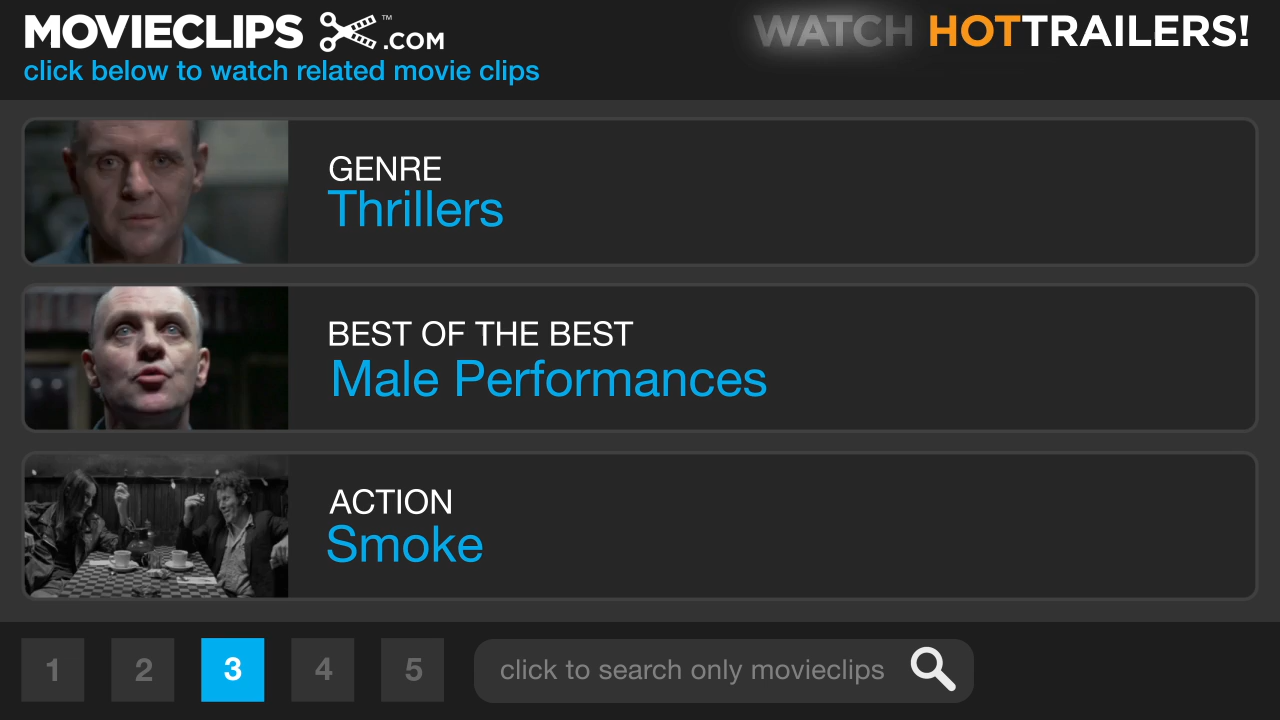 MOVIECLIPS ™ .COM
WATCH HOTTRAILERS!
click below to watch related movie clips
GENRE
Thrillers
BEST OF THE BEST
Male Performances
ACTION
Smoke
1 2 3 4 5 click to search only movieclips